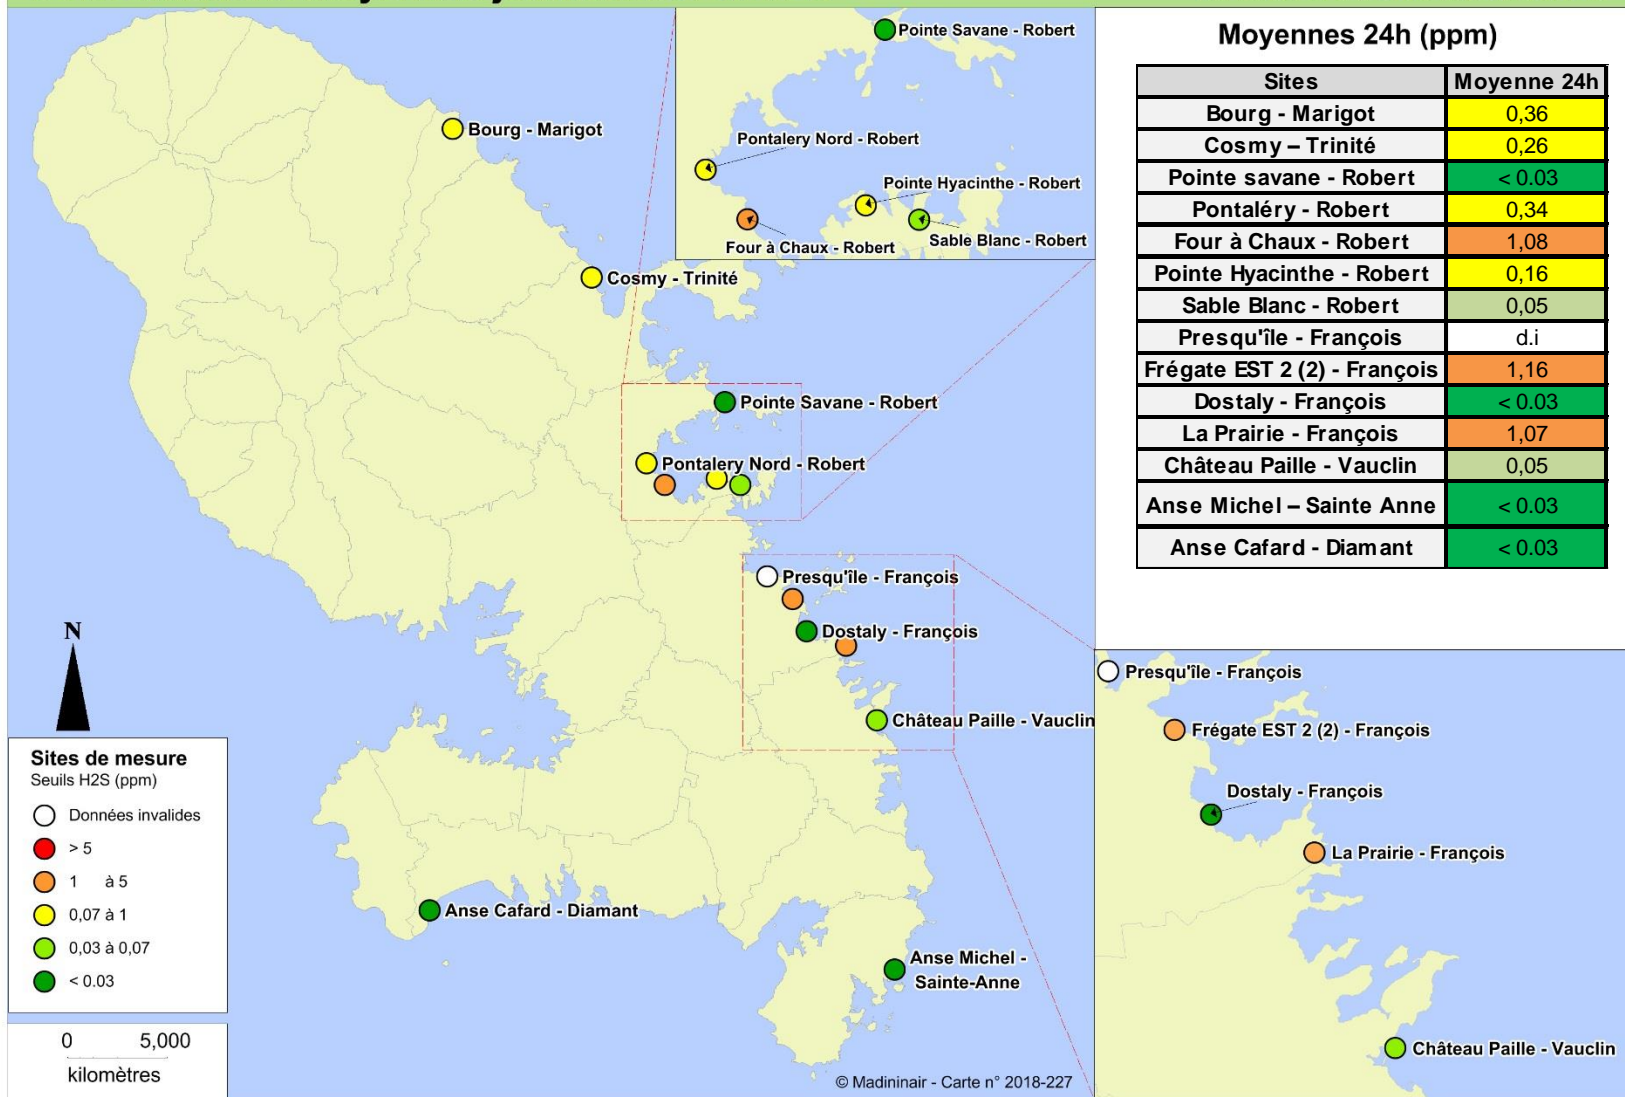 Pointe Savane - Robert
Pontalery Nord - Robert
Pointe Hyacinthe - Robert
Four à Chaux - Robert
Sable Blanc - Robert
Moyennes 24h (ppm)
Sites Moyenne 24h
Bourg - Marigot 0,36
Cosmy – Trinité 0,26
Pointe savane - Robert < 0.03
Pontaléry - Robert 0,34
Four à Chaux - Robert 1,08
Pointe Hyacinthe - Robert 0,16
Sable Blanc - Robert 0,05
Presqu'île - François d.i
Frégate EST 2 (2) - François 1,16
Dostaly - François < 0.03
La Prairie - François 1,07
Château Paille - Vauclin 0,05
Anse Michel – Sainte Anne < 0.03
Anse Cafard - Diamant < 0.03
Bourg - Marigot
Cosmy - Trinité
Pointe Savane - Robert
Pontalery Nord - Robert
Presqu'île - François
Dostaly - François
Château Paille - Vauclin
Anse Cafard - Diamant
Anse Michel -
Sainte-Anne
N
Sites de mesure
Seuils H2S (ppm)
Données invalides
> 5
1 à 5
0,07 à 1
0,03 à 0,07
< 0.03
0 5,000
kilomètres
© Madininair - Carte n° 2018-227
Presqu'île - François
Frégate EST 2 (2) - François
Dostaly - François
La Prairie - François
Château Paille - Vauclin